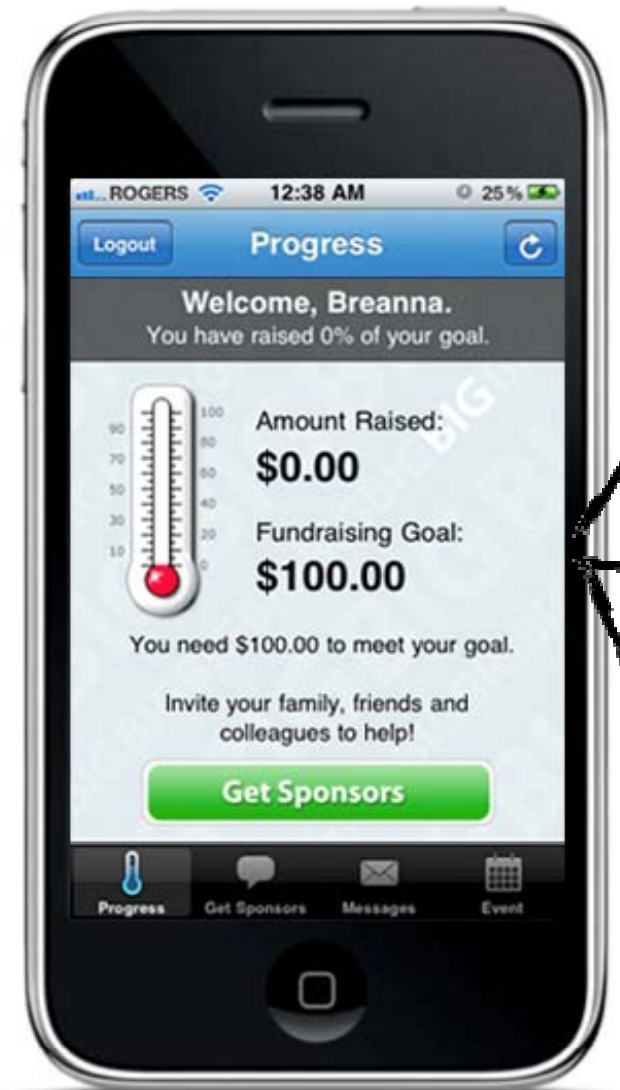 ROGERS 12:38 AM 25%
Logout Progress
Welcome, Breanna.
You have raised 0% of your goal.
100
90
80
70
60
50
40
30
20
10
0
Amount Raised:
$0.00
Fundraising Goal:
$100.00
You need $100.00 to meet your goal.
Invite your family, friends and
colleagues to help!
Get Sponsors
Progress Get Sponsors Messages Event
BIG